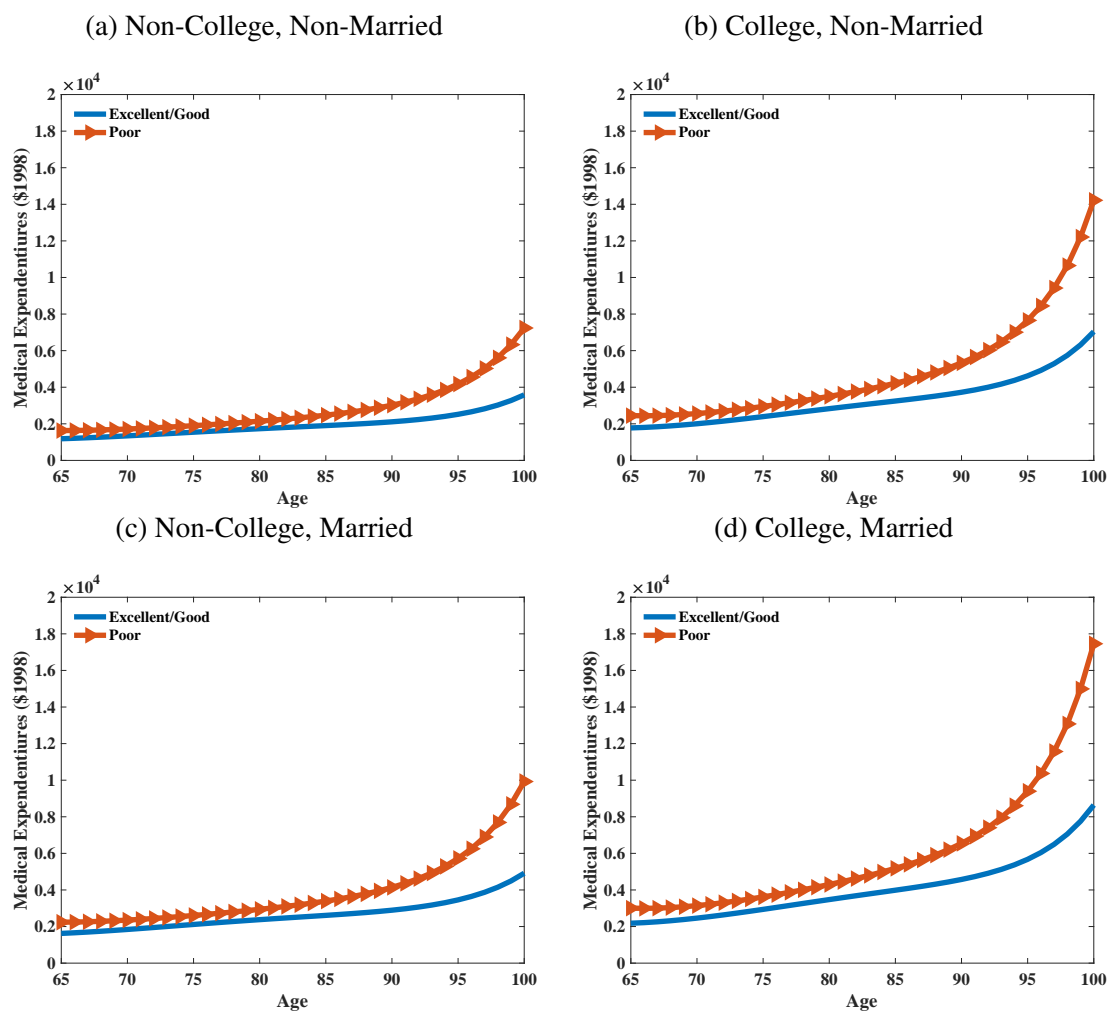 (a) Non-College, Non-Married
×10^4
2
1.8
1.6
1.4
1.2
1
0.8
0.6
0.4
0.2
0
Medical Expendentiures ($1998)
Excellent/Good
Poor
65 70 75 80 85 90 95 100
Age
(b) College, Non-Married
×10^4
2
1.8
1.6
1.4
1.2
1
0.8
0.6
0.4
0.2
0
Medical Expendentiures ($1998)
Excellent/Good
Poor
65 70 75 80 85 90 95 100
Age
(c) Non-College, Married
×10^4
2
1.8
1.6
1.4
1.2
1
0.8
0.6
0.4
0.2
0
Medical Expendentiures ($1998)
Excellent/Good
Poor
65 70 75 80 85 90 95 100
Age
(d) College, Married
×10^4
2
1.8
1.6
1.4
1.2
1
0.8
0.6
0.4
0.2
0
Medical Expendentiures ($1998)
Excellent/Good
Poor
65 70 75 80 85 90 95 100
Age